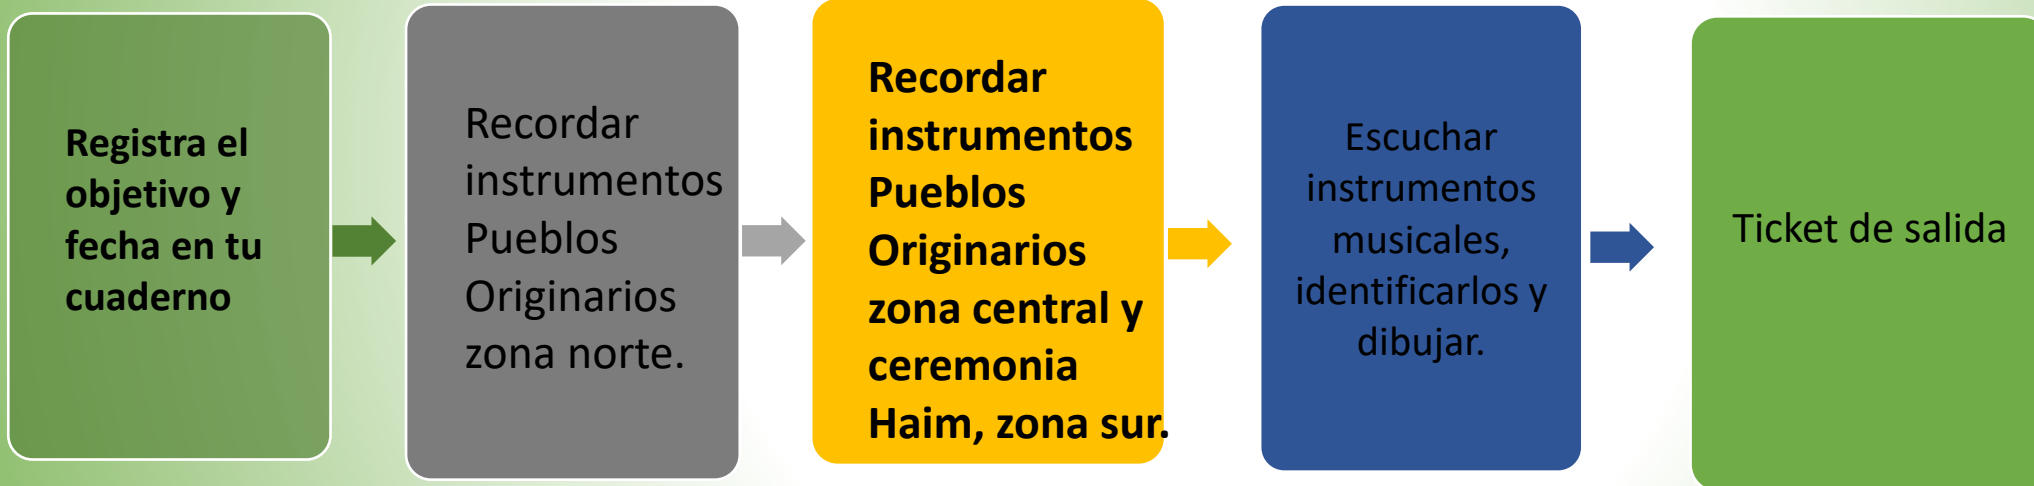 Registra el
objetivo y
fecha en tu
cuaderno
Recordar
instrumentos
Pueblos
Originarios
zona norte.
Recordar
instrumentos
Pueblos
Originarios
zona central y
ceremonia
Haim, zona sur.
Escuchar
instrumentos
musicales,
identificarlos y
dibujar.
Ticket de salida